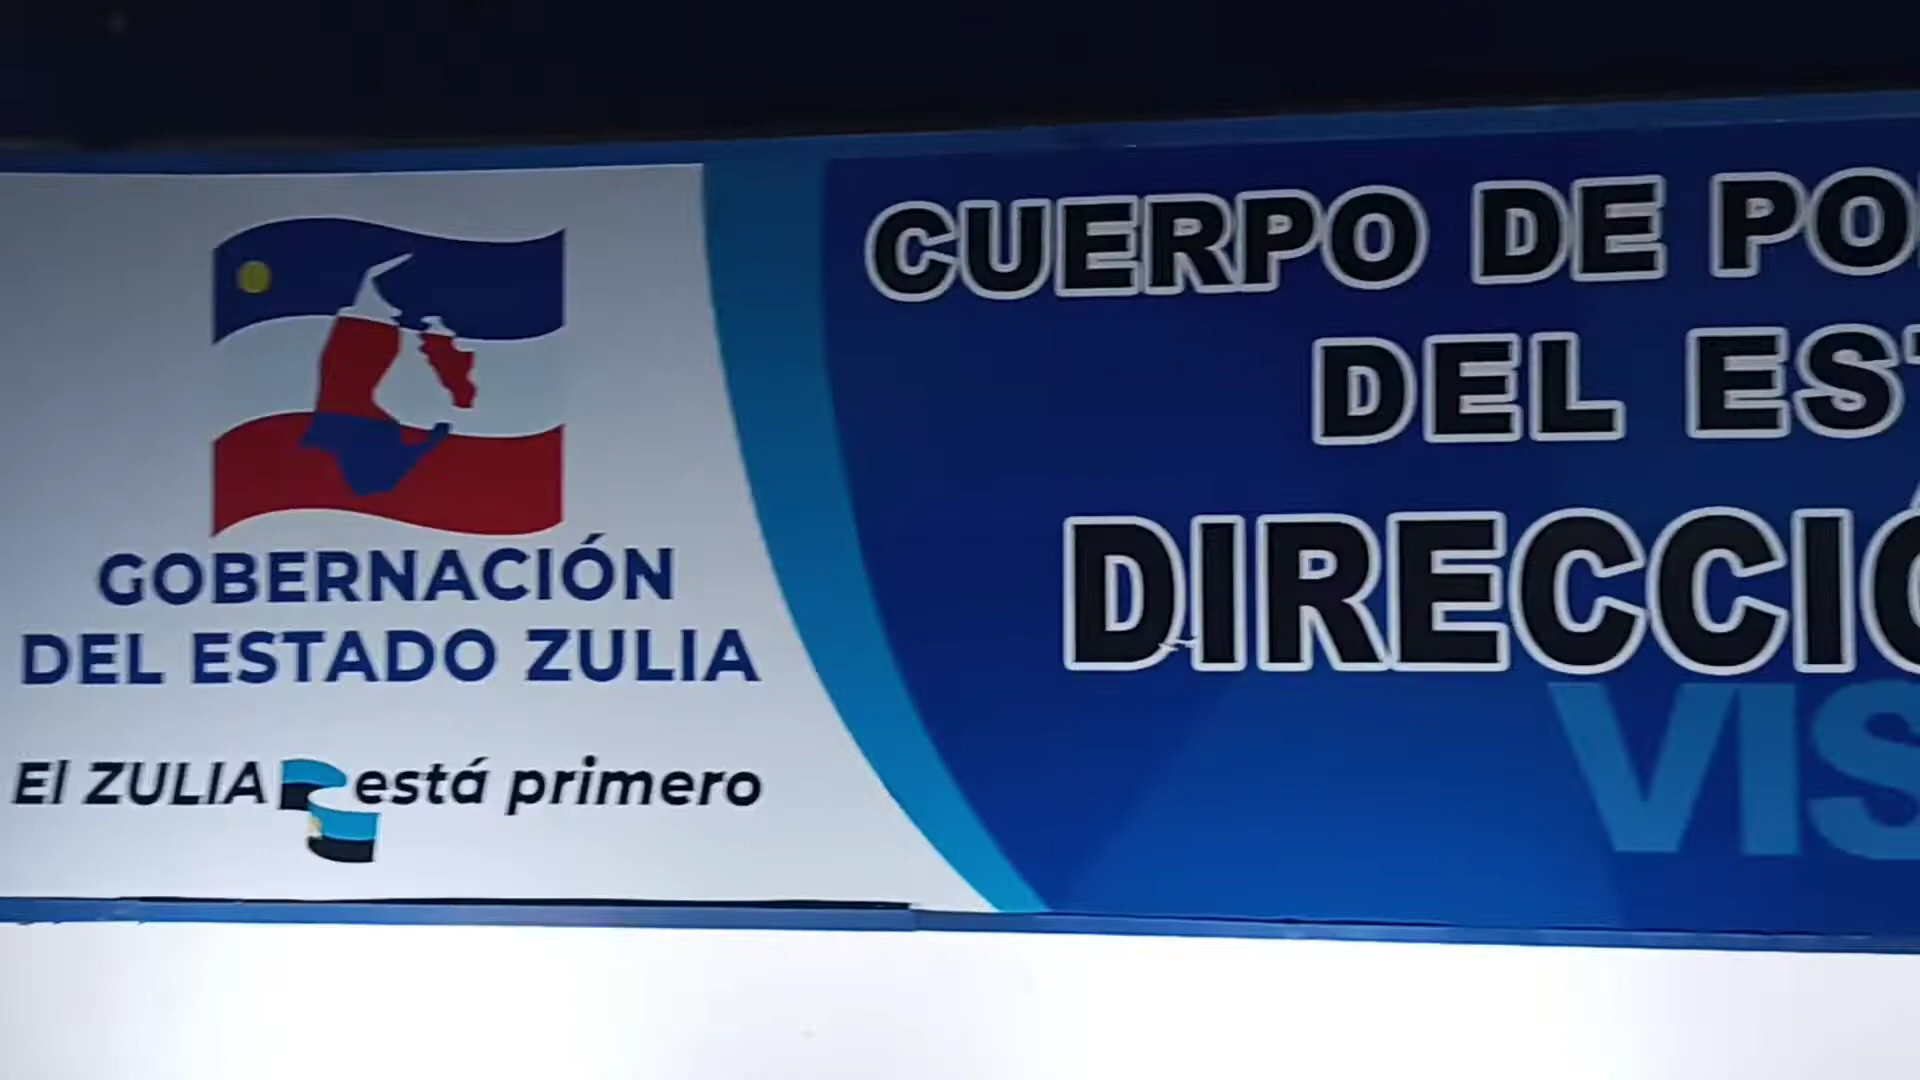 GOBERNACIÓN
DEL ESTADO ZULIA
El ZULIA está primero
CUERPO DE PO
DEL EST
DIRECCIÓ
VIS